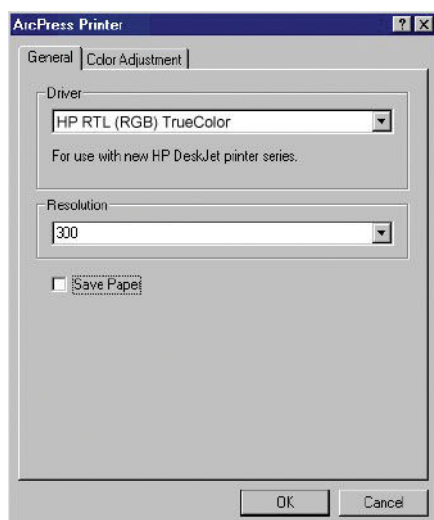 ArcPress Printer
General Color Adjustment
Driver
HP RTL (RGB) TrueColor
For use with new HP DeskJet printer series.
Resolution
300
Save Paper
OK Cancel